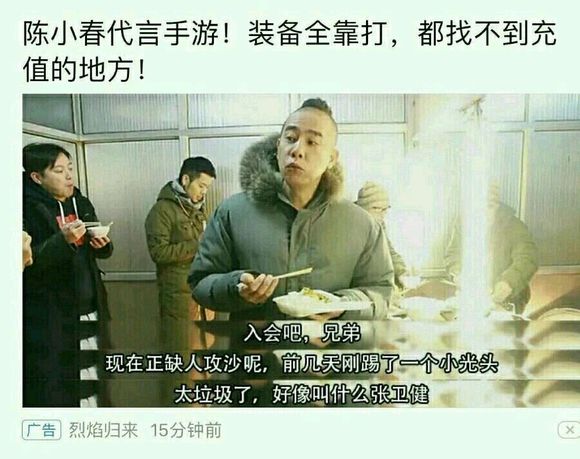 陈小春代言手游！装备全靠打，都找不到充
值的地方！
入会吧，兄弟
现在正缺人攻沙呢，前几天刚踢了一个小光头
太垃圾了，好像叫什么张卫健
广告 烈焰归来 15分钟前